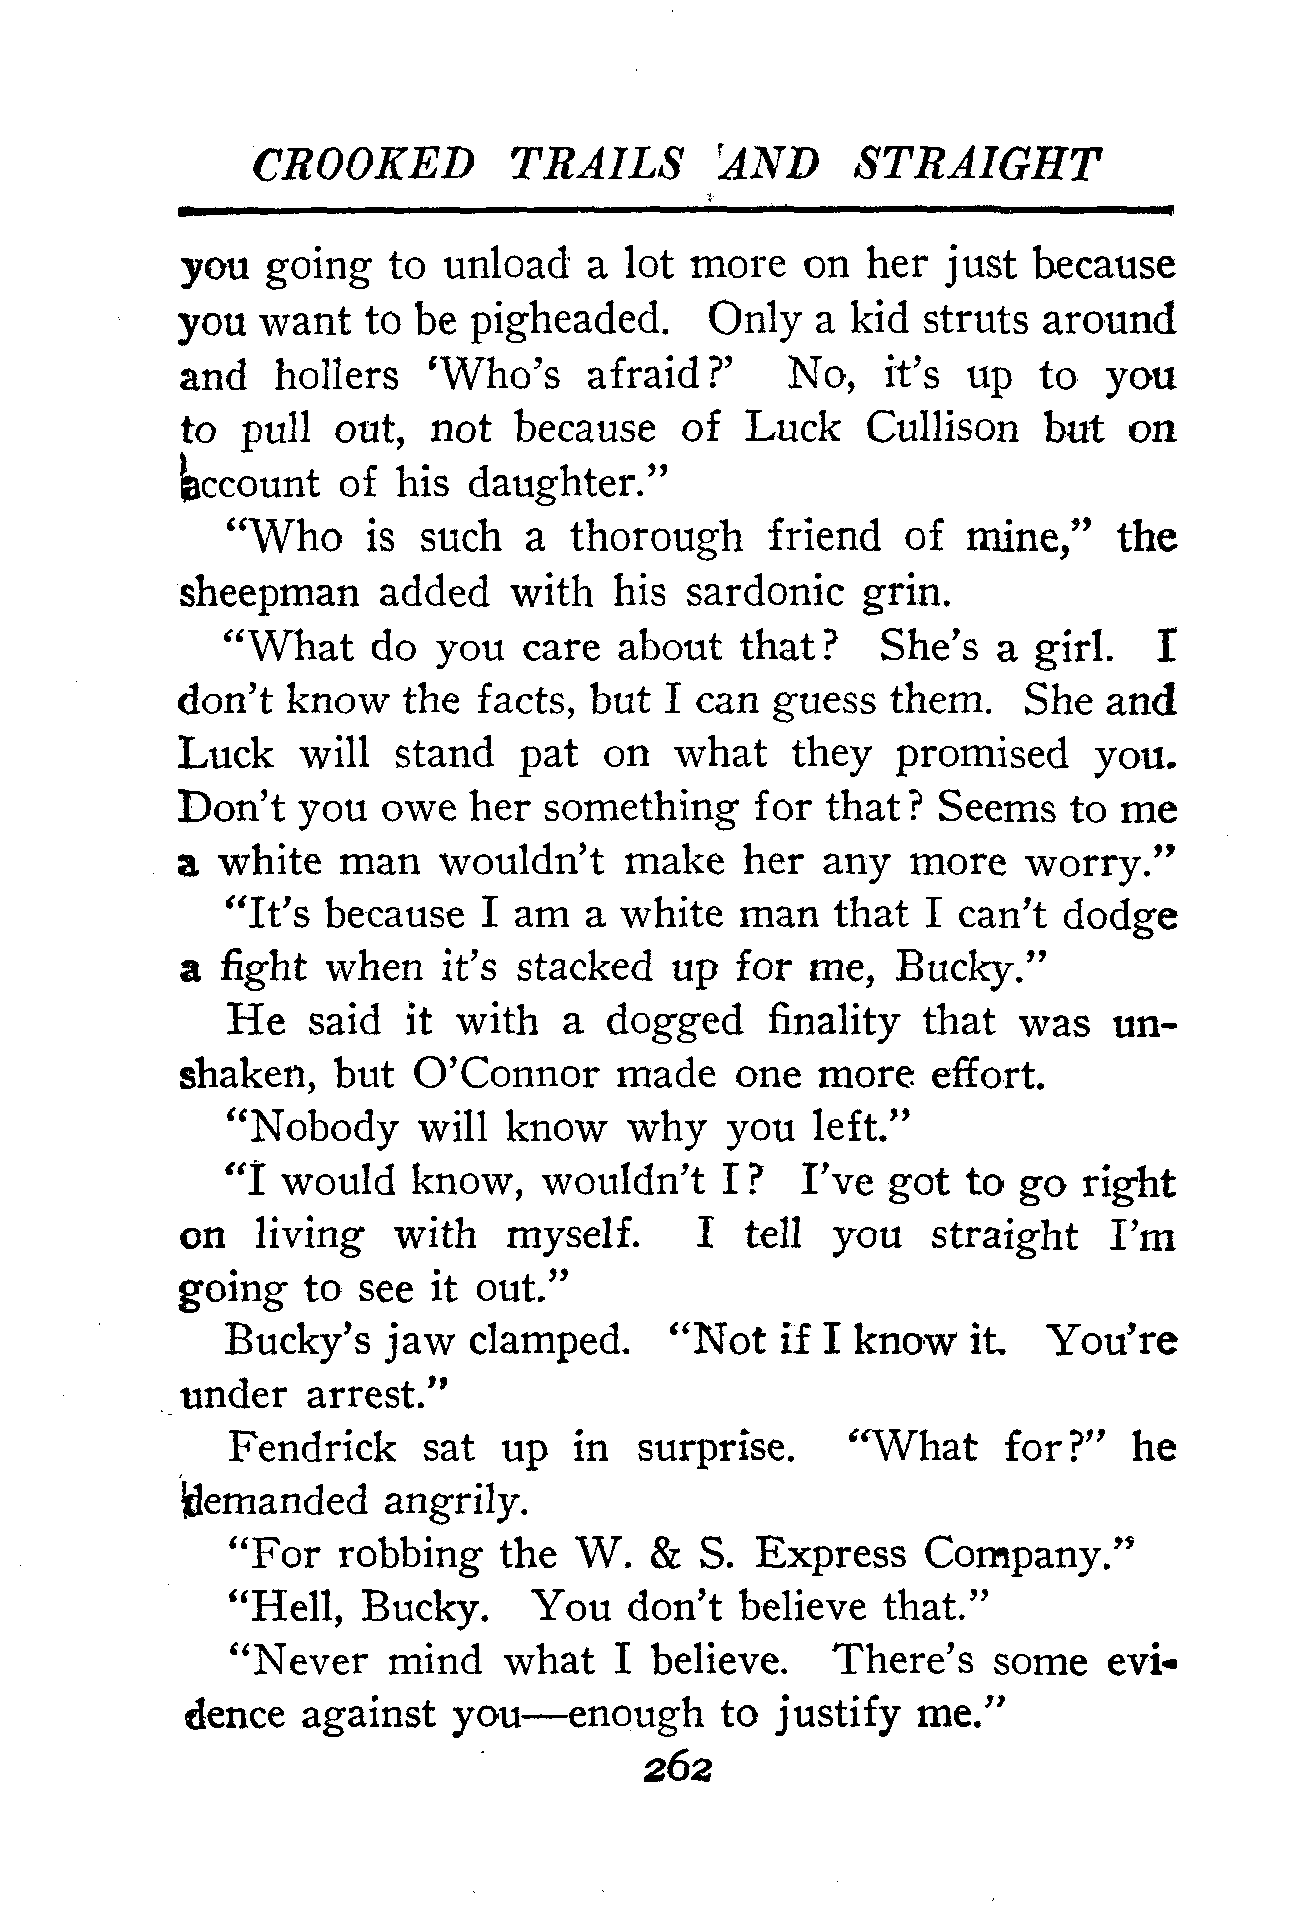 CROOKED TRAILS AND STRAIGHT
you going to unload a lot more on her just because
you want to be pigheaded. Only a kid struts around
and hollers ‘Who’s afraid?’ No, it’s up to you
to pull out, not because of Luck Cullison but on
account of his daughter.”
“Who is such a thorough friend of mine,” the
sheepman added with his sardonic grin.
“What do you care about that? She’s a girl. I
don’t know the facts, but I can guess them. She and
Luck will stand pat on what they promised you.
Don’t you owe her something for that? Seems to me
a white man wouldn’t make her any more worry.”
“It’s because I am a white man that I can’t dodge
a fight when it’s stacked up for me, Bucky.”
He said it with a dogged finality that was un-
shaken, but O’Connor made one more effort.
“Nobody will know why you left.”
“I would know, wouldn’t I? I’ve got to go right
on living with myself. I tell you straight I’m
going to see it out.”
Bucky’s jaw clamped. “Not if I know it. You’re
under arrest.”
Fendrick sat up in surprise. “What for?” he
demanded angrily.
“For robbing the W. & S. Express Company.”
“Hell, Bucky. You don’t believe that.”
“Never mind what I believe. There’s some evi-
dence against you—enough to justify me.”
262